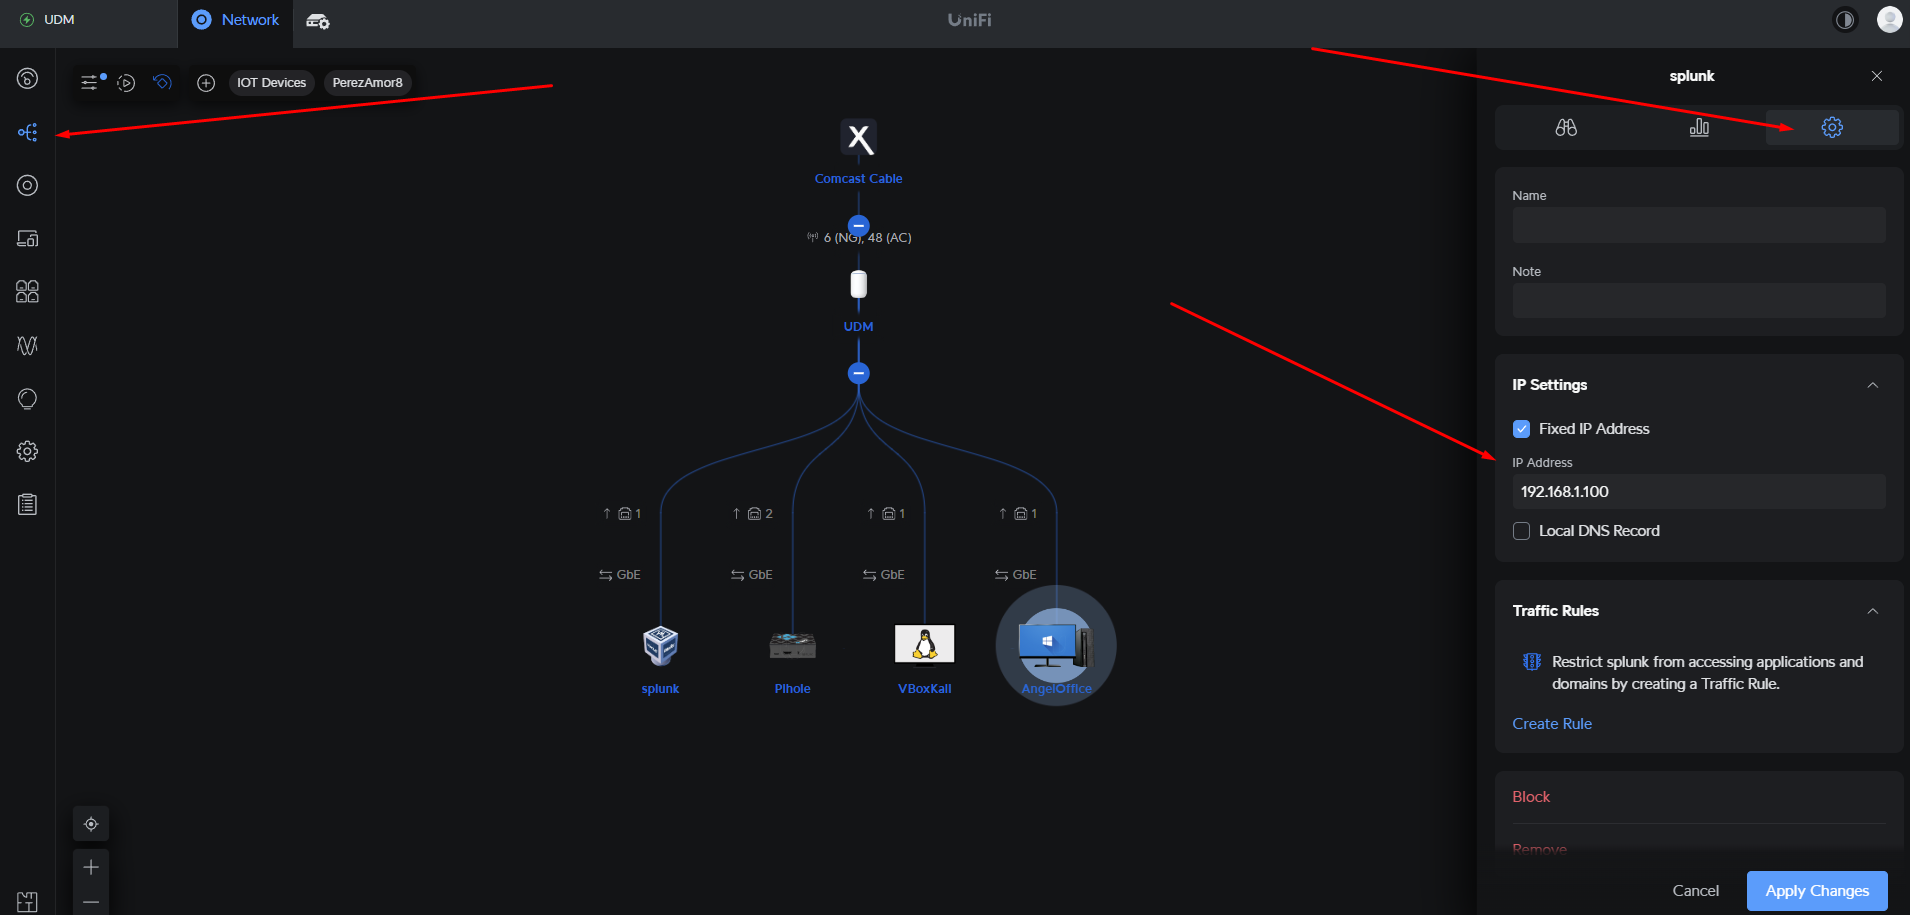 UDM
Network
UniFi
IOT Devices
PerezAmor8
Comcast Cable
6 (NG), 48 (AC)
UDM
1
2
1
1
GbE
GbE
GbE
GbE
splunk
PIhole
VBoxKali
AngelOffice
splunk
Name
Note
IP Settings
Fixed IP Address
IP Address
192.168.1.100
Local DNS Record
Traffic Rules
Restrict splunk from accessing applications and
domains by creating a Traffic Rule.
Create Rule
Block
Remove
Cancel
Apply Changes